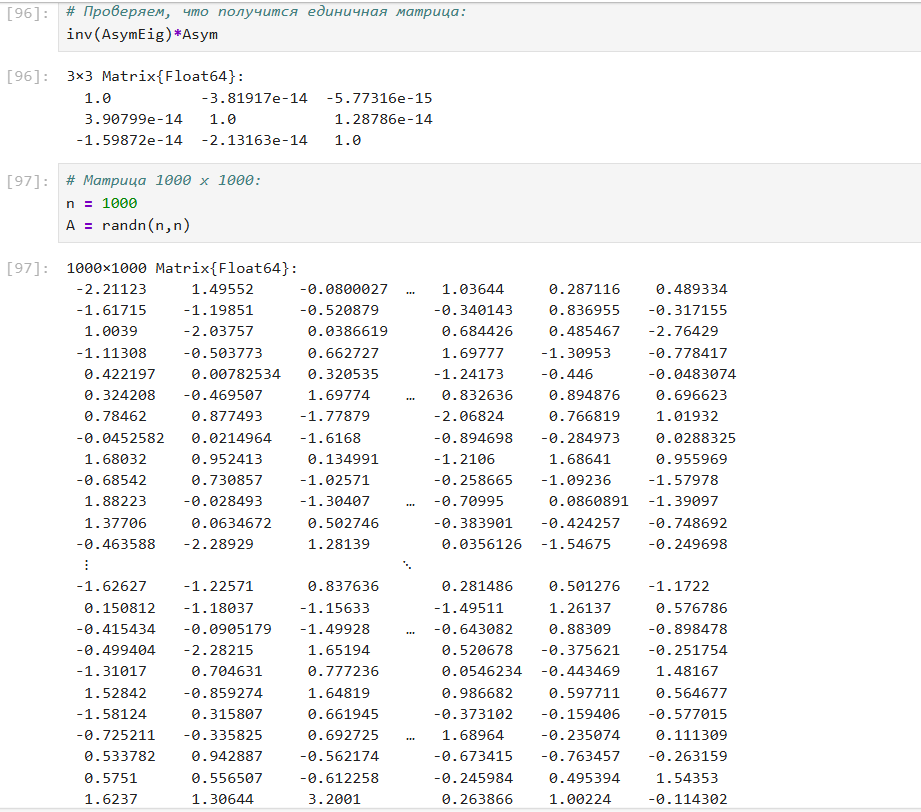 [96]: # Проверяем, что получится единичная матрица:
inv(AsymEig)*Asym
[96]: 3×3 Matrix{Float64}:
1.0 -3.81917e-14 -5.77316e-15
3.90799e-14 1.0 1.28786e-14
-1.59872e-14 -2.13163e-14 1.0
[97]: # Матрица 1000 х 1000:
n = 1000
A = randn(n,n)
[97]: 1000×1000 Matrix{Float64}:
-2.21123 1.49552 -0.0800027 … 1.03644 0.287116 0.489334
-1.61715 -1.19851 -0.520879 -0.340143 0.836955 -0.317155
1.0039 -2.03757 0.0386619 0.684426 0.485467 -2.76429
-1.11308 -0.503773 0.662727 1.69777 -1.30953 -0.778417
0.422197 0.00782534 0.320535 -1.24173 -0.446 -0.0483074
0.324208 -0.469507 1.69774 … 0.832636 0.894876 0.696623
0.78462 0.877493 -1.77879 -2.06824 0.766819 1.01932
-0.0452582 0.0214964 -1.6168 -0.894698 -0.284973 0.0288325
1.68032 0.952413 0.134991 -1.2106 1.68641 0.955969
-0.68542 0.730857 -1.02571 -0.258665 -1.09236 -1.57978
1.88223 -0.028493 -1.30407 … -0.70995 0.0860891 -1.39097
1.37706 0.0634672 0.502746 -0.383901 -0.424257 -0.748692
-0.463588 -2.28929 1.28139 0.0356126 -1.54675 -0.249698
⋮ ⋱
-1.62627 -1.22571 0.837636 0.281486 0.501276 -1.1722
0.150812 -1.18037 -1.15633 -1.49511 1.26137 0.576786
-0.415434 -0.0905179 -1.49928 … -0.643082 0.88309 -0.898478
-0.499404 -2.28215 1.65194 0.520678 -0.375621 -0.251754
-1.31017 0.704631 0.777236 0.0546234 -0.443469 1.48167
1.52842 -0.859274 1.64819 0.986682 0.597711 0.564677
-1.58124 0.315807 0.661945 -0.373102 -0.159406 -0.577015
-0.725211 -0.335825 0.692725 … 1.68964 -0.235074 0.111309
0.533782 0.942887 -0.562174 -0.673415 -0.763457 -0.263159
0.5751 0.556507 -0.612258 -0.245984 0.495394 1.54353
1.6237 1.30644 3.2001 0.263866 1.00224 -0.114302